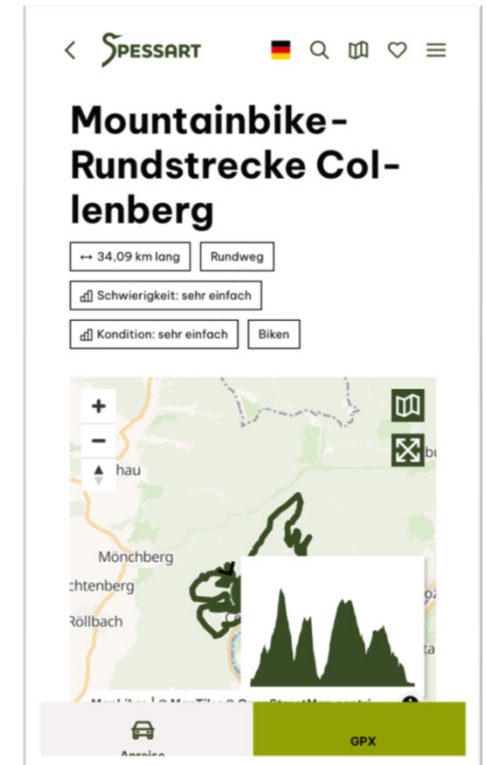 SPESSART
Mountainbike-
Rundstrecke Col-
lenberg
↔ 34,09 km lang
Rundweg
Schwierigkeit: sehr einfach
Kondition: sehr einfach
Biken
hau
Mönchberg
chtenberg
Röllbach
GPX